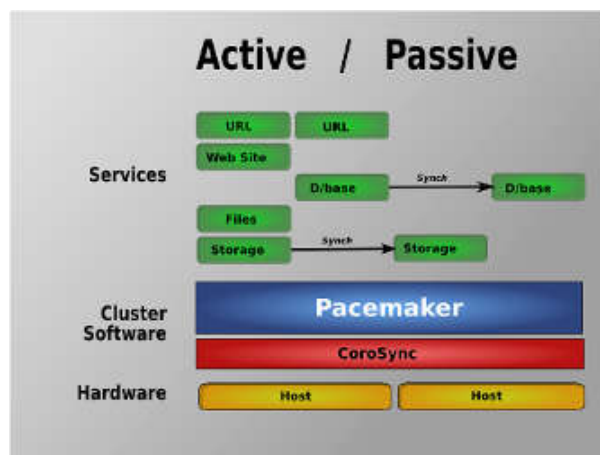 Active / Passive
URL URL
Web Site
Services
D/base Synch D/base
Files
Storage Synch Storage
Cluster
Software
Pacemaker
CoroSync
Hardware
Host Host